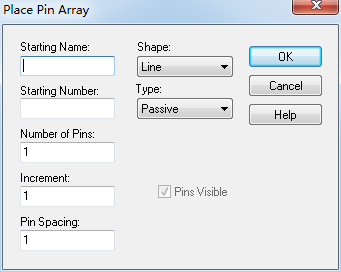 Place Pin Array
Starting Name:
Shape:
Line
OK
Starting Number:
Type:
Passive
Cancel
Help
Number of Pins:
1
Increment:
1
Pins Visible
Pin Spacing:
1